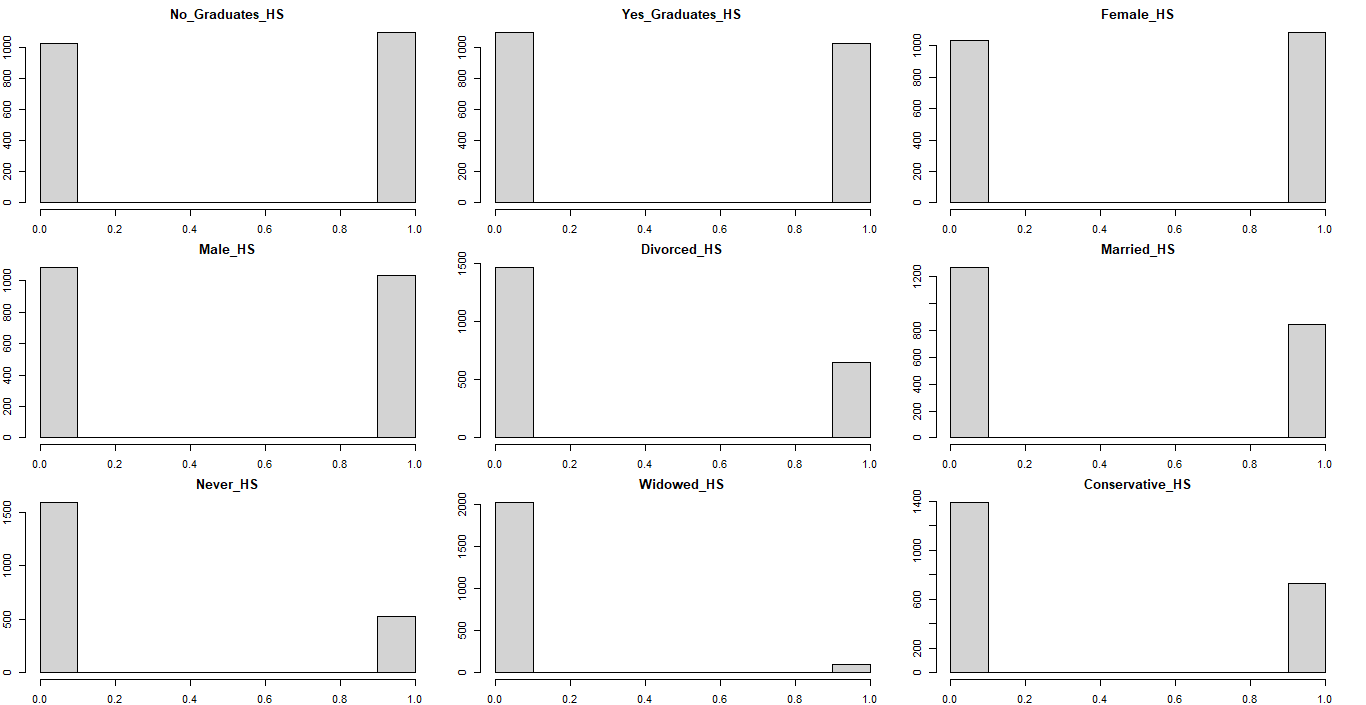 No_Graduates_HS
Yes_Graduates_HS
Female_HS
0 200 400 600 800 1000
0.0 0.2 0.4 0.6 0.8 1.0
0 200 400 600 800 1000
0.0 0.2 0.4 0.6 0.8 1.0
0 200 400 600 800 1000
0.0 0.2 0.4 0.6 0.8 1.0
Male_HS
Divorced_HS
Married_HS
0 200 400 600 800 1000
0.0 0.2 0.4 0.6 0.8 1.0
0 500 1000 1500
0.0 0.2 0.4 0.6 0.8 1.0
0 200 400 600 800 1200
0.0 0.2 0.4 0.6 0.8 1.0
Never_HS
Widowed_HS
Conservative_HS
0 500 1000 1500
0.0 0.2 0.4 0.6 0.8 1.0
0 500 1000 1500 2000
0.0 0.2 0.4 0.6 0.8 1.0
0 200 600 1000 1400
0.0 0.2 0.4 0.6 0.8 1.0